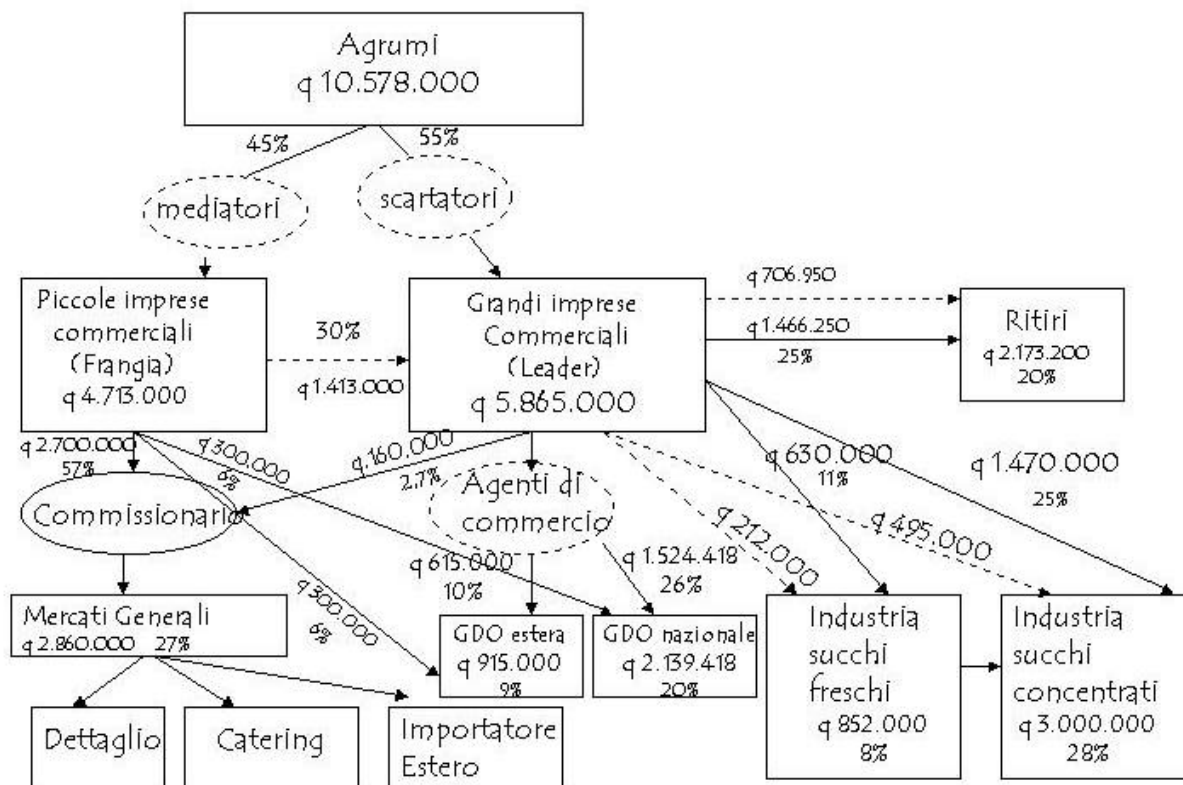 Agrumi
q 10.578.000
45%
55%
mediatori
scartatori
Piccole imprese
commerciali
(Frangia)
q 4.713.000
30%
q 1.413.000
Grandi imprese
Commerciali
(Leader)
q 5.865.000
q 706.950
q 1.466.250
25%
Ritiri
q 2.173.200
20%
q 2.700.000
57%
q 300.000
6%
q.160.000
2,7%
Agenti di
commercio
q 630.000
11%
q 1.470.000
25%
Commissionario
q 212.000
q 495.000
q 615.000
10%
q 1.524.418
26%
q 300.000
6%
Mercati Generali
q 2.860.000 27%
GDO estera
q 915.000
9%
GDO nazionale
q 2.139.418
20%
Industria
succhi
freschi
q 852.000
8%
Industria
succhi
concentrati
q 3.000.000
28%
Dettaglio
Catering
Importatore
Estero